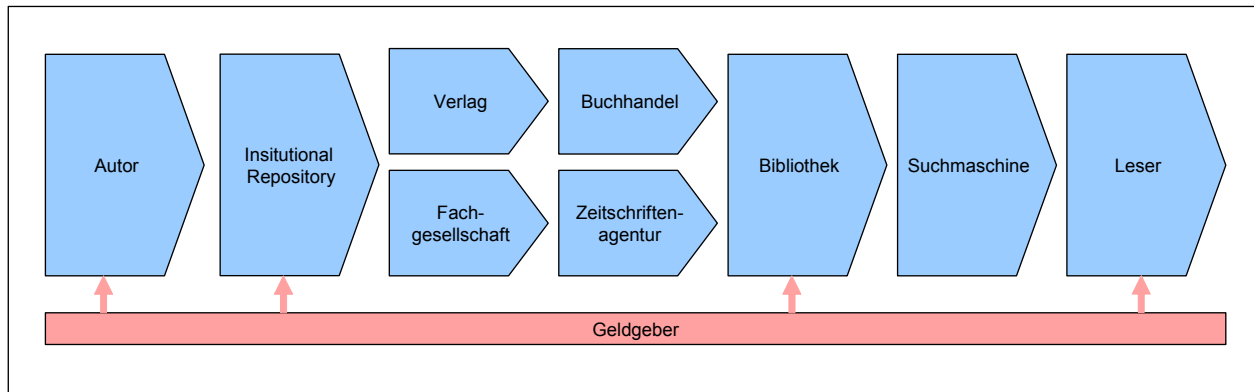 Autor
Insitutional
Repository
Verlag
Fach-
gesellschaft
Buchhandel
Zeitschriften-
agentur
Bibliothek
Suchmaschine
Leser
Geldgeber